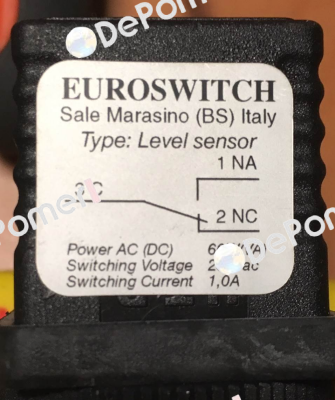 EUROSWITCH
Sale Marasino (BS) Italy
Type: Level sensor
1 NA
C
2 NC
Power AC (DC)
Switching Voltage
Switching Current 1,0A
DePomer